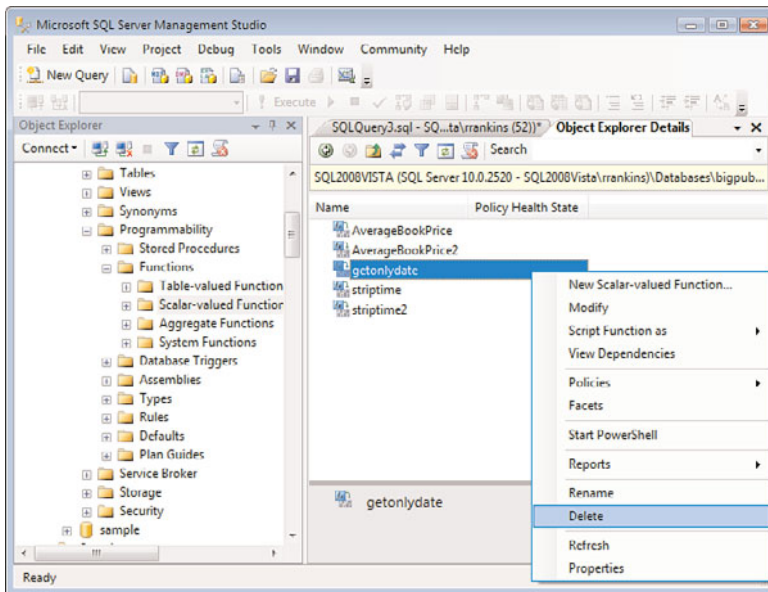 Microsoft SQL Server Management Studio
File Edit View Project Debug Tools Window Community Help
New Query
Execute
Object Explorer
Connect
Tables
Views
Synonyms
Programmability
Stored Procedures
Functions
Table-valued Function
Scalar-valued Function
Aggregate Functions
System Functions
Database Triggers
Assemblies
Types
Rules
Defaults
Plan Guides
Service Broker
Storage
Security
sample
SQLQuery3.sql - SQ...ta\rrankins (52))*
Object Explorer Details
Search
SQL2008VISTA (SQL Server 10.0.2520 - SQL2008Vista\rrankins)\Databases\bigpub...
Name Policy Health State
AverageBookPrice
AverageBookPrice2
getonlydate
striptime
striptime2
New Scalar-valued Function...
Modify
Script Function as
View Dependencies
Policies
Facets
Start PowerShell
Reports
Rename
Delete
Refresh
Properties
getonlydate
Ready